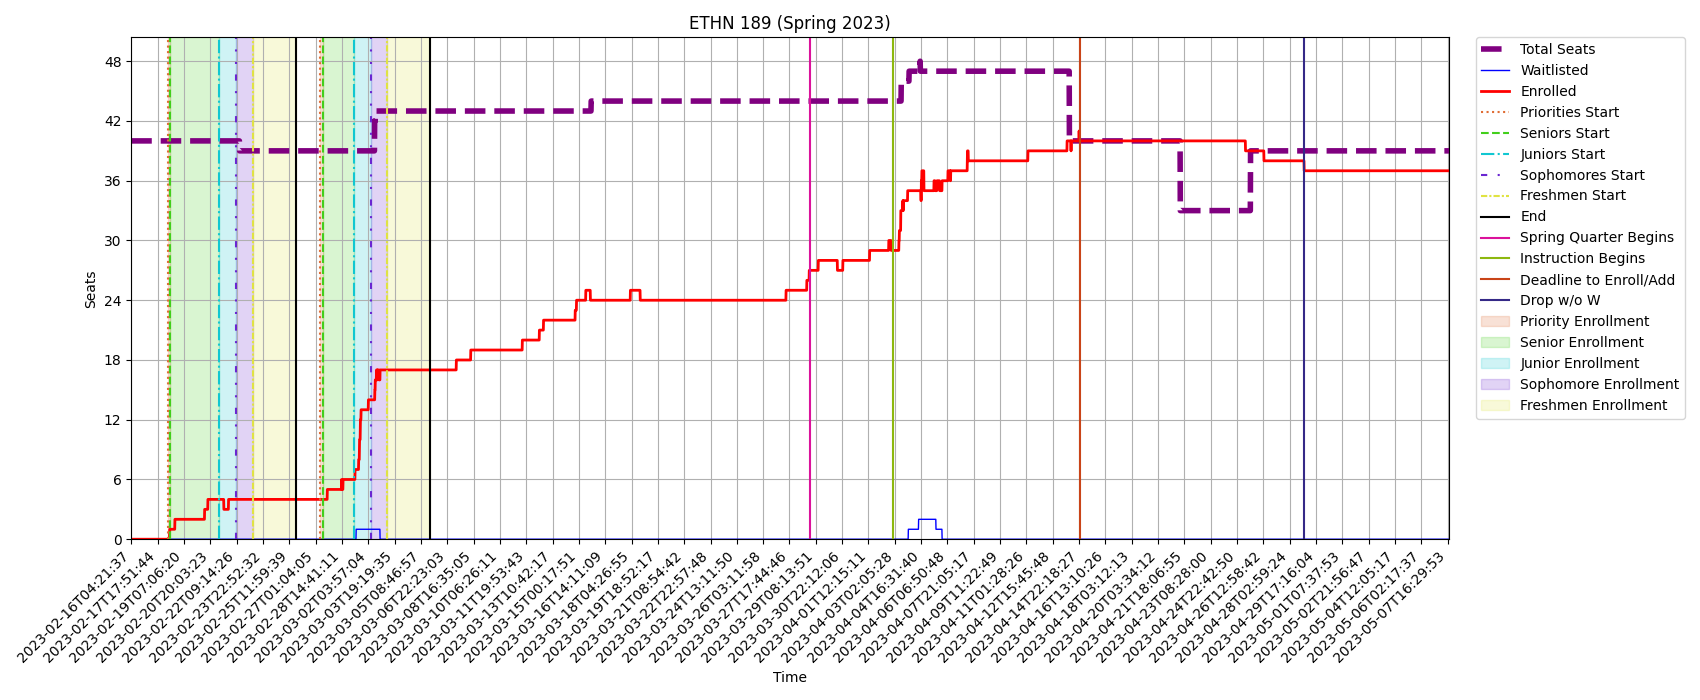 ETHN 189 (Spring 2023)
48
42
36
30
24
18
12
6
0
Seats
2023-02-16T04:21:37
2023-02-17T17:51:44
2023-02-19T07:06:20
2023-02-20T20:03:23
2023-02-22T09:14:26
2023-02-23T22:52:32
2023-02-25T11:59:39
2023-02-27T01:04:05
2023-02-28T14:41:11
2023-03-02T03:57:04
2023-03-03T19:19:35
2023-03-05T08:46:57
2023-03-06T22:23:03
2023-03-08T16:35:05
2023-03-10T06:26:11
2023-03-11T19:53:43
2023-03-13T10:42:17
2023-03-15T00:17:51
2023-03-16T14:11:09
2023-03-18T04:26:55
2023-03-19T18:52:17
2023-03-21T08:54:42
2023-03-22T22:57:48
2023-03-24T13:11:50
2023-03-26T03:11:58
2023-03-27T17:44:46
2023-03-29T08:13:51
2023-03-30T22:12:06
2023-04-01T12:15:11
2023-04-03T02:05:28
2023-04-04T16:31:40
2023-04-06T06:50:48
2023-04-07T21:05:17
2023-04-09T11:22:49
2023-04-11T01:28:26
2023-04-12T15:45:48
2023-04-14T22:18:27
2023-04-16T13:10:26
2023-04-18T03:12:13
2023-04-20T03:34:12
2023-04-21T18:06:55
2023-04-23T08:28:00
2023-04-24T22:42:50
2023-04-26T12:58:42
2023-04-28T02:59:24
2023-04-29T17:16:04
2023-05-01T07:37:53
2023-05-02T21:56:47
2023-05-04T12:05:17
2023-05-06T02:17:37
2023-05-07T16:29:53
Time
Total Seats
Waitlisted
Enrolled
Priorities Start
Seniors Start
Juniors Start
Sophomores Start
Freshmen Start
End
Spring Quarter Begins
Instruction Begins
Deadline to Enroll/Add
Drop w/o W
Priority Enrollment
Senior Enrollment
Junior Enrollment
Sophomore Enrollment
Freshmen Enrollment